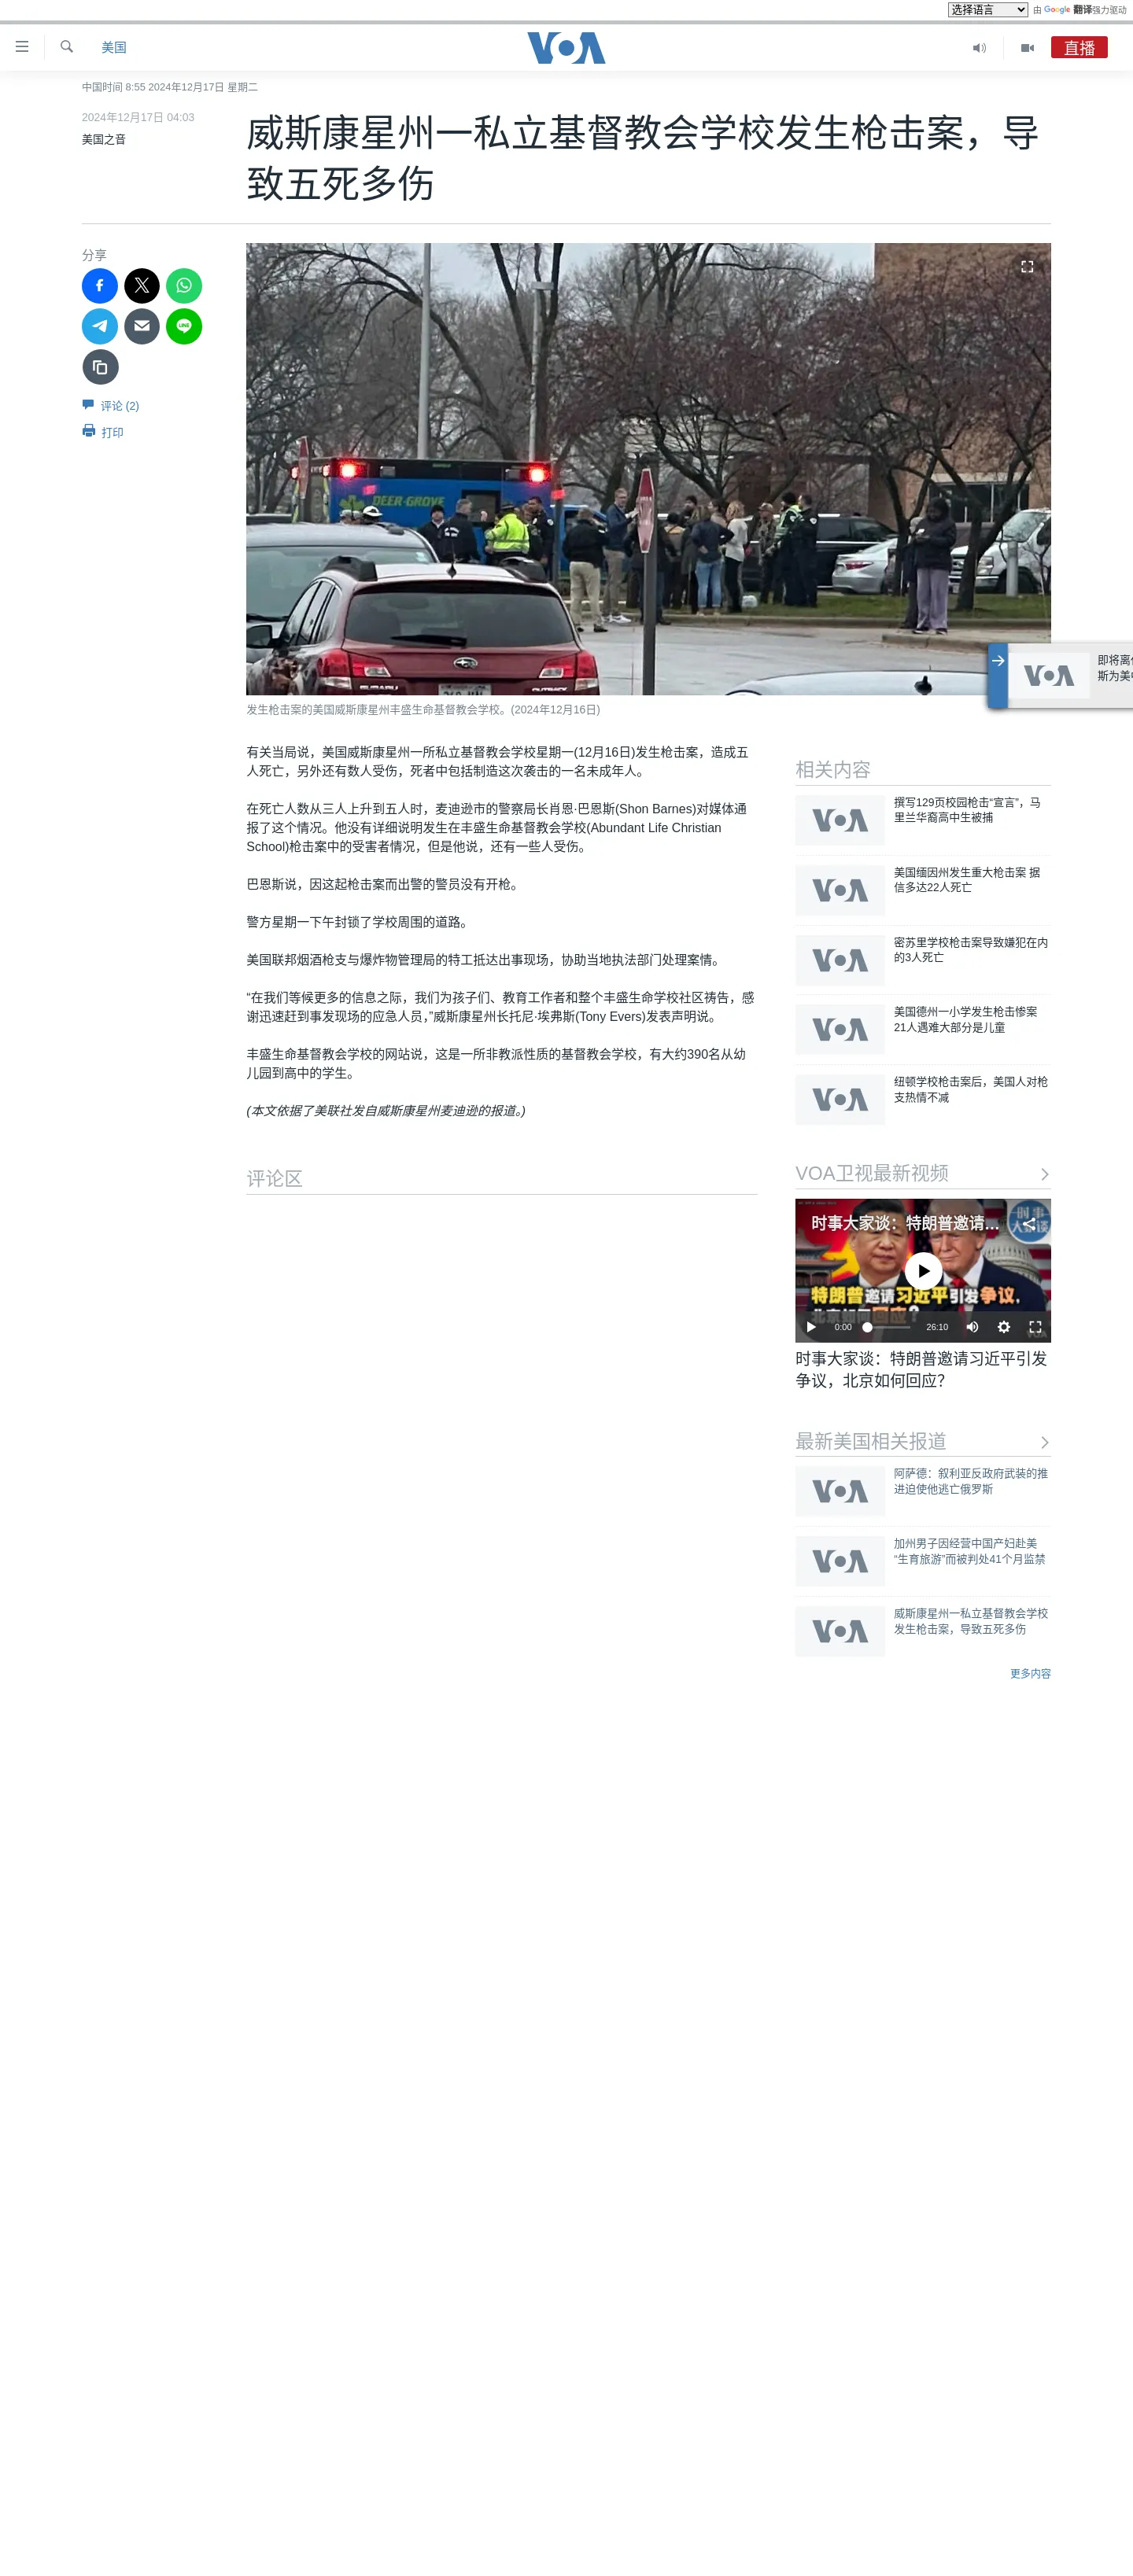 选择语言
由 Google 翻译强力驱动
美国
VOA
直播
中国时间 8:55 2024年12月17日 星期二
2024年12月17日 04:03
美国之音
威斯康星州一私立基督教会学校发生枪击案，导
致五死多伤
分享
评论 (2)
打印
DEER-GROVE
SUBARU
OUTBACK
即将离
斯为美
VOA
发生枪击案的美国威斯康星州丰盛生命基督教会学校。(2024年12月16日)
有关当局说，美国威斯康星州一所私立基督教会学校星期一(12月16日)发生枪击案，造成五
人死亡，另外还有数人受伤，死者中包括制造这次袭击的一名未成年人。
在死亡人数从三人上升到五人时，麦迪逊市的警察局长肖恩·巴恩斯(Shon Barnes)对媒体通
报了这个情况。他没有详细说明发生在丰盛生命基督教会学校(Abundant Life Christian
School)枪击案中的受害者情况，但是他说，还有一些人受伤。
巴恩斯说，因这起枪击案而出警的警员没有开枪。
警方星期一下午封锁了学校周围的道路。
美国联邦烟酒枪支与爆炸物管理局的特工抵达出事现场，协助当地执法部门处理案情。
“在我们等候更多的信息之际，我们为孩子们、教育工作者和整个丰盛生命学校社区祷告，感
谢迅速赶到事发现场的应急人员，”威斯康星州长托尼·埃弗斯(Tony Evers)发表声明说。
丰盛生命基督教会学校的网站说，这是一所非教派性质的基督教会学校，有大约390名从幼
儿园到高中的学生。
(本文依据了美联社发自威斯康星州麦迪逊的报道。)
评论区
相关内容
VOA
撰写129页校园枪击“宣言”，马
里兰华裔高中生被捕
VOA
美国缅因州发生重大枪击案 据
信多达22人死亡
VOA
密苏里学校枪击案导致嫌犯在内
的3人死亡
VOA
美国德州一小学发生枪击惨案
21人遇难大部分是儿童
VOA
纽顿学校枪击案后，美国人对枪
支热情不减
VOA卫视最新视频
时事大家谈：特朗普邀请...
时事
大家谈
特朗普邀请习近平引发争议，
北京如何回应？
0:00
26:10
VOA
时事大家谈：特朗普邀请习近平引发
争议，北京如何回应？
最新美国相关报道
VOA
阿萨德：叙利亚反政府武装的推
进迫使他逃亡俄罗斯
VOA
加州男子因经营中国产妇赴美
“生育旅游”而被判处41个月监禁
VOA
威斯康星州一私立基督教会学校
发生枪击案，导致五死多伤
更多内容